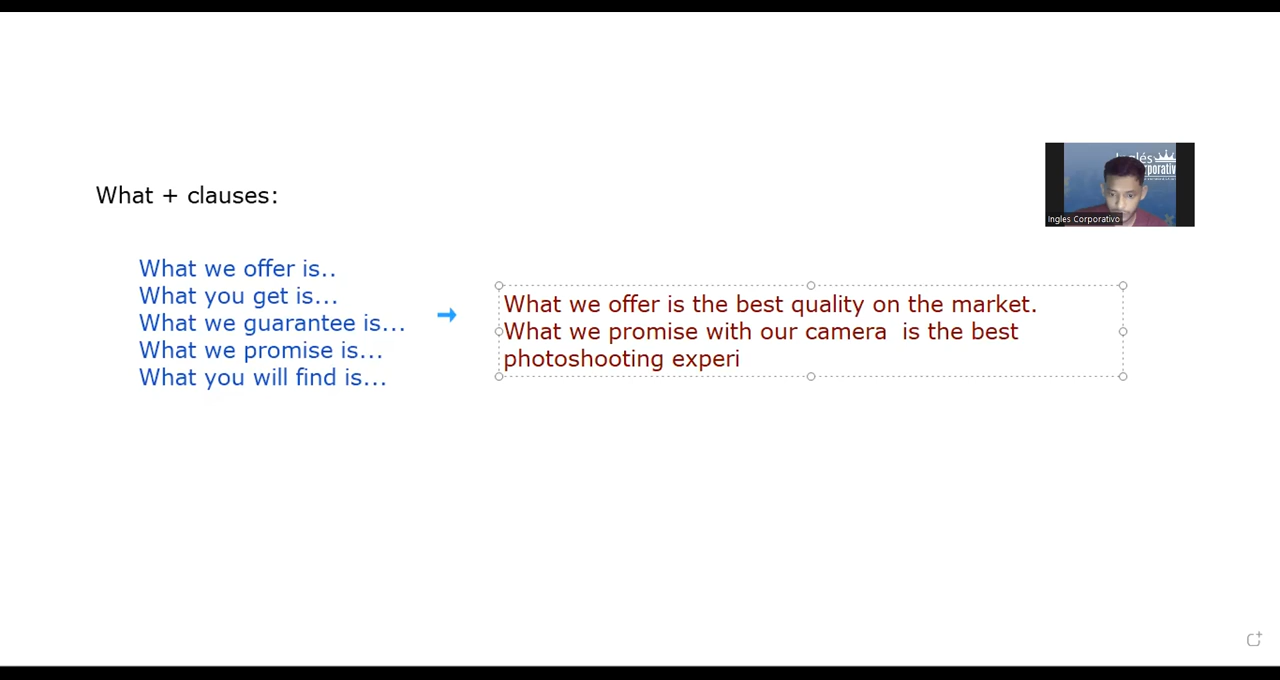 What + clauses:
What we offer is..
What you get is...
What we guarantee is...
What we promise is...
What you will find is...
What we offer is the best quality on the market.
What we promise with our camera  is the best
photoshooting experi
Ingles Corporativo